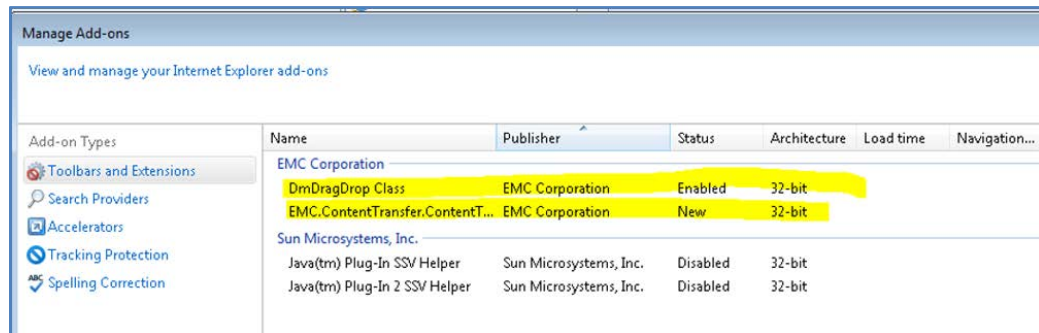 Manage Add-ons
View and manage your Internet Explorer add-ons
Add-on Types
Toolbars and Extensions
Search Providers
Accelerators
Tracking Protection
ABC Spelling Correction
Name Publisher Status Architecture Load time Navigation...
EMC Corporation
DmDragDrop Class EMC Corporation Enabled 32-bit
EMC.ContentTransfer.ContentT... EMC Corporation New 32-bit
Sun Microsystems, Inc.
Java(tm) Plug-In SSV Helper Sun Microsystems, Inc. Disabled 32-bit
Java(tm) Plug-In 2 SSV Helper Sun Microsystems, Inc. Disabled 32-bit